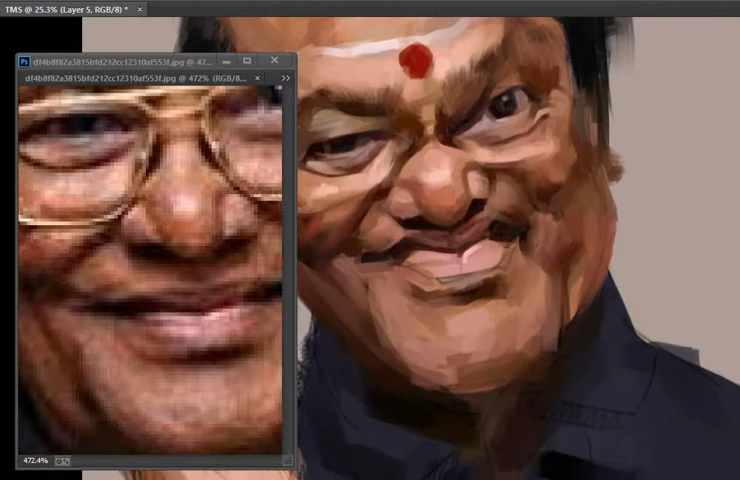 TMS @ 25.3% (Layer 5, RGB/8) * ×
Ps df4b8f82a3815bfd212cc12310af553f.jpg @ 47...
df4b8f82a3815bfd212cc12310af553f.jpg @ 472% (RGB/8... × >>
472.4%